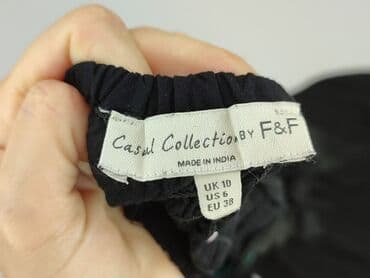 Casual Collection BY F&F
MADE IN INDIA
UK 10
US 6
EU 38